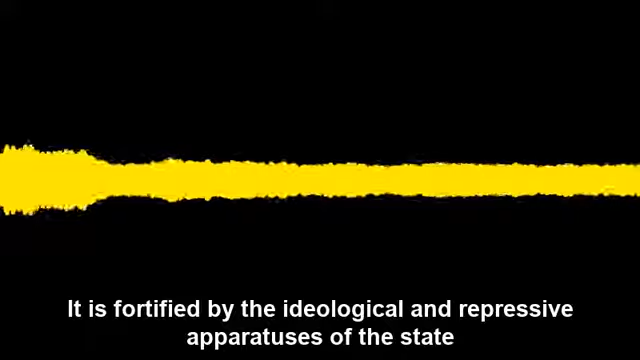 It is fortified by the ideological and repressive
apparatuses of the state